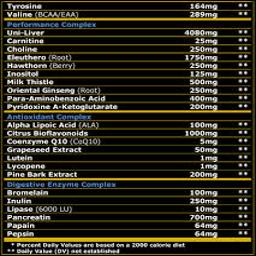 Tyrosine 164mg **
Valine (BCAA/EAA) 289mg **
Performance Complex
Uni-Liver 4080mg **
Carnitine 25mg **
Choline 250mg **
Eleuthero (Root) 1750mg **
Hawthorn (Berry) 250mg **
Inositol 125mg **
Milk Thistle 500mg **
Oriental Ginseng (Root) 250mg **
Para-Aminobenzoic Acid 400mg **
Pyridoxine A-Ketoglutarate 200mg **
Antioxidant Complex
Alpha Lipoic Acid (ALA) 100mg **
Citrus Bioflavonoids 1000mg **
Coenzyme Q10 (CoQ10) 5mg **
Grapeseed Extract 50mg **
Lutein 1mg **
Lycopene 1mg **
Pine Bark Extract 200mg **
Digestive Enzyme Complex
Bromelain 100mg **
Inulin 250mg **
Lipase (6000 LU) 10mg **
Pancreatin 700mg **
Papain 64mg **
Pepsin 64mg **
* Percent Daily Values are based on a 2000 calorie diet
** Daily Value (DV) not established